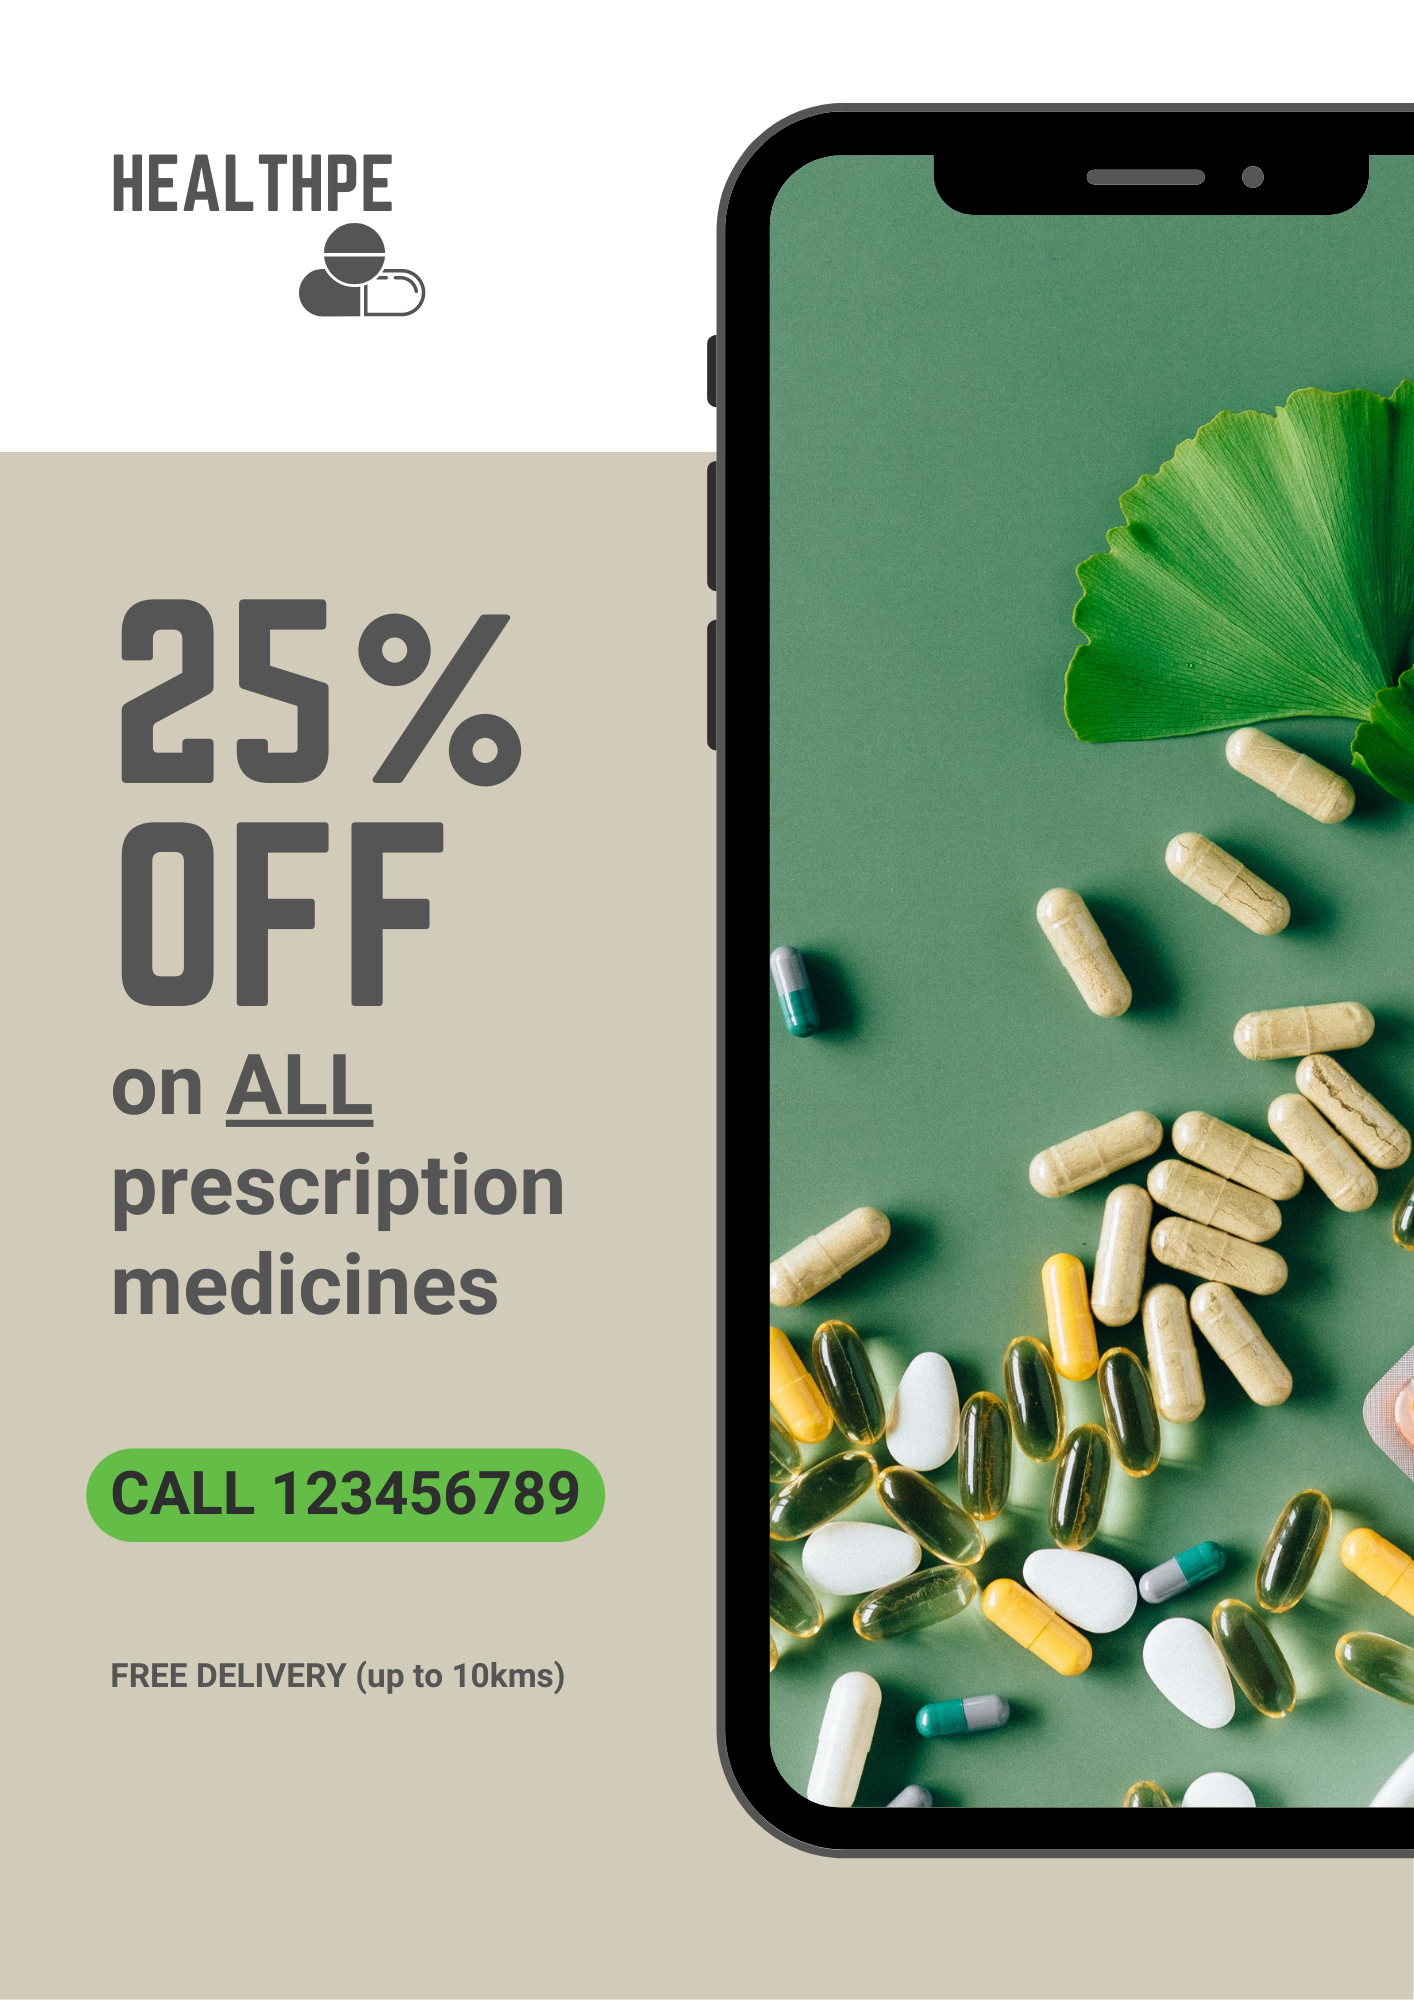 HEALTHPE
25%
OFF
on ALL
prescription
medicines
CALL 123456789
FREE DELIVERY (up to 10kms)